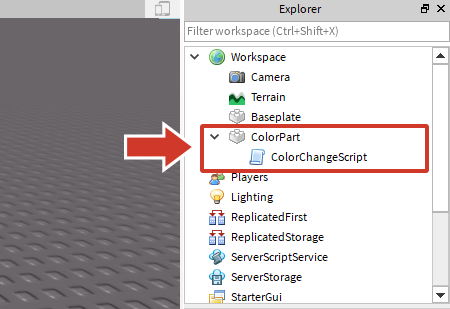 Explorer
Filter workspace (Ctrl+Shift+X)
Workspace
Camera
Terrain
Baseplate
ColorPart
ColorChangeScript
Players
Lighting
ReplicatedFirst
ReplicatedStorage
ServerScriptService
ServerStorage
StarterGui